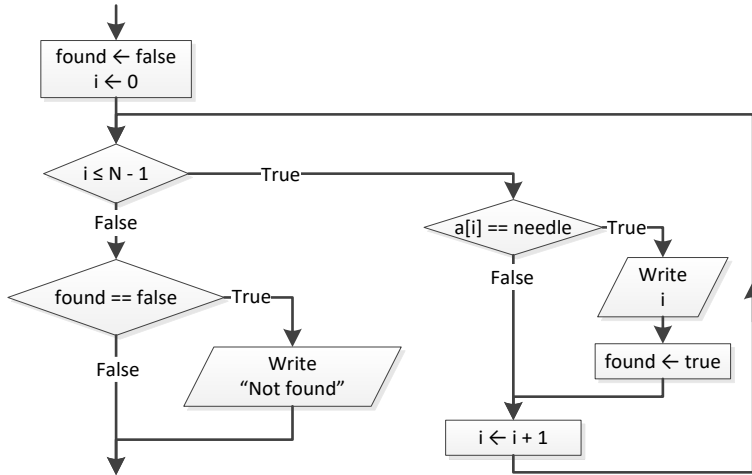 found ← false
i ← 0
i ≤ N - 1
True
False
a[i] == needle
True
False
Write
i
found ← true
i ← i + 1
found == false
True
False
Write
“Not found”